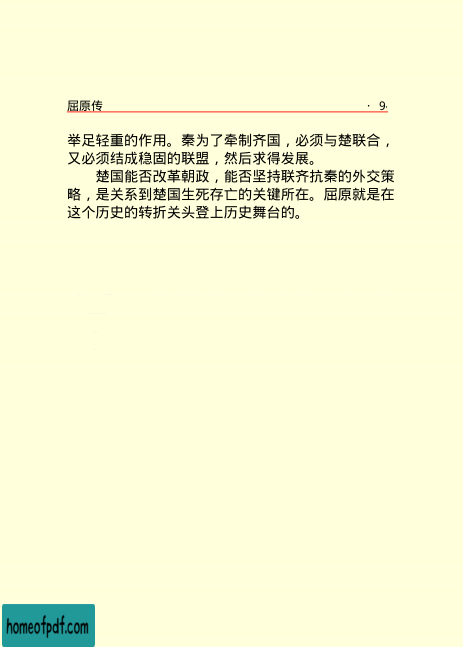 屈原传 · 9·
举足轻重的作用。秦为了牵制齐国，必须与楚联合，
又必须结成稳固的联盟，然后求得发展。
楚国能否改革朝政，能否坚持联齐抗秦的外交策
略，是关系到楚国生死存亡的关键所在。屈原就是在
这个历史的转折关头登上历史舞台的。
homeofpdf.com